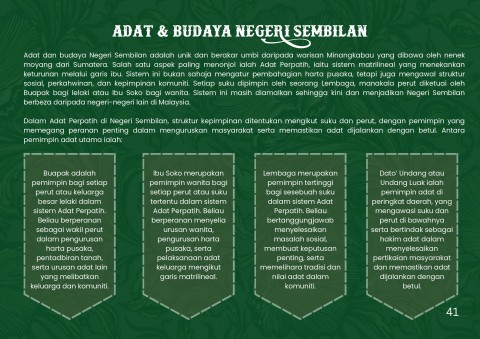 ADAT & BUDAYA NEGERI SEMBILAN
Adat dan budaya Negeri Sembilan adalah unik dan berakar umbi daripada warisan Minangkabau yang dibawa oleh nenek
moyang dari Sumatera. Salah satu aspek paling menonjol ialah Adat Perpatih, iaitu sistem matrilineal yang menekankan
keturunan melalui garis ibu. Sistem ini bukan sahaja mengatur pembahagian harta pusaka, tetapi juga mengawal struktur
sosial, perkahwinan, dan kepimpinan komuniti. Setiap suku dipimpin oleh seorang Lembaga, manakala perut diketuai oleh
Buapak bagi lelaki atau Ibu Soko bagi wanita. Sistem ini masih diamalkan sehingga kini dan menjadikan Negeri Sembilan
berbeza daripada negeri-negeri lain di Malaysia.
Dalam Adat Perpatih di Negeri Sembilan, struktur kepimpinan ditentukan mengikut suku dan perut, dengan pemimpin yang
memegang peranan penting dalam menguruskan masyarakat serta memastikan adat dijalankan dengan betul. Antara
pemimpin adat utama ialah:
Buapak adalah
pemimpin bagi setiap
perut atau keluarga
besar lelaki dalam
sistem Adat Perpatih.
Beliau berperanan
sebagai wakil perut
dalam pengurusan
harta pusaka,
pentadbiran tanah,
serta urusan adat lain
yang melibatkan
keluarga dan komuniti.
Ibu Soko merupakan
pemimpin wanita bagi
setiap perut atau suku
tertentu dalam sistem
Adat Perpatih. Beliau
berperanan menyelia
urusan wanita,
pengurusan harta
pusaka, serta
pelaksanaan adat
keluarga mengikut
garis matrilineal.
Lembaga merupakan
pemimpin tertinggi
bagi sesebuah suku
dalam sistem Adat
Perpatih. Beliau
bertanggungjawab
menyelesaikan
masalah sosial,
membuat keputusan
penting, serta
memelihara tradisi dan
nilai adat dalam
komuniti.
Dato' Undang atau
Undang Luak ialah
pemimpin adat di
peringkat daerah, yang
mengawasi suku dan
perut di bawahnya
serta bertindak sebagai
hakim adat dalam
menyelesaikan
pertikaian masyarakat
dan memastikan adat
dijalankan dengan
betul.
41